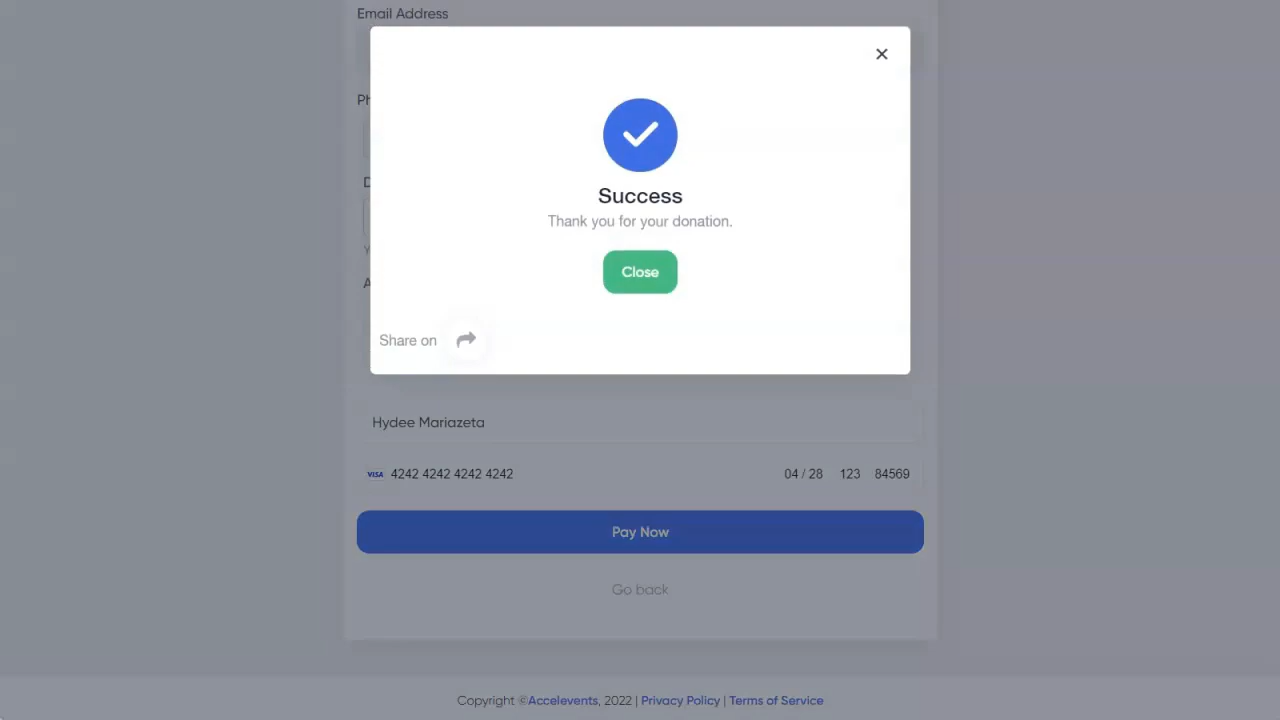 Email Address
Success
Thank you for your donation.
Close
Share on
Hydee Mariazeta
VISA 4242 4242 4242 4242 04 / 28 123 84569
Pay Now
Go back
Copyright ©Accelevents, 2022 | Privacy Policy | Terms of Service